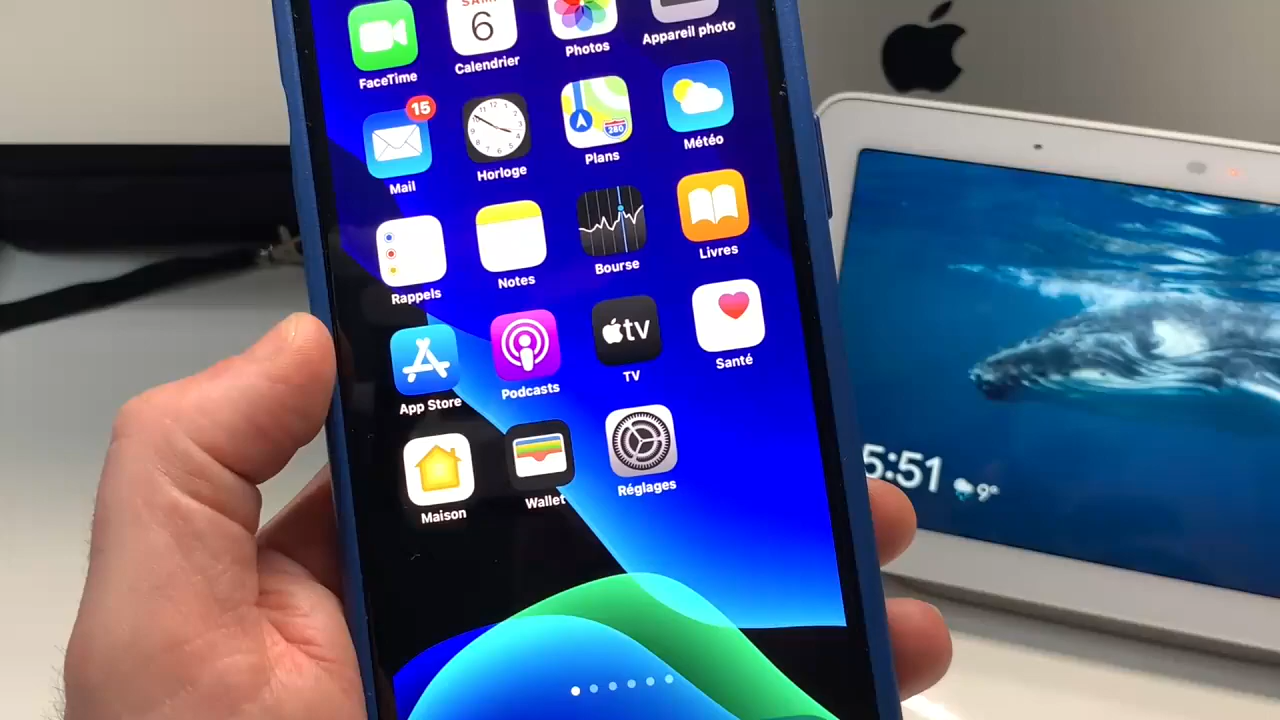 6
FaceTime
Calendrier
Photos
Appareil photo
15
280
Mail
Horloge
Plans
Météo
Rappels
Notes
Bourse
Livres
tv
App Store
Podcasts
TV
Santé
Maison
Wallet
Réglages
5:51
9°